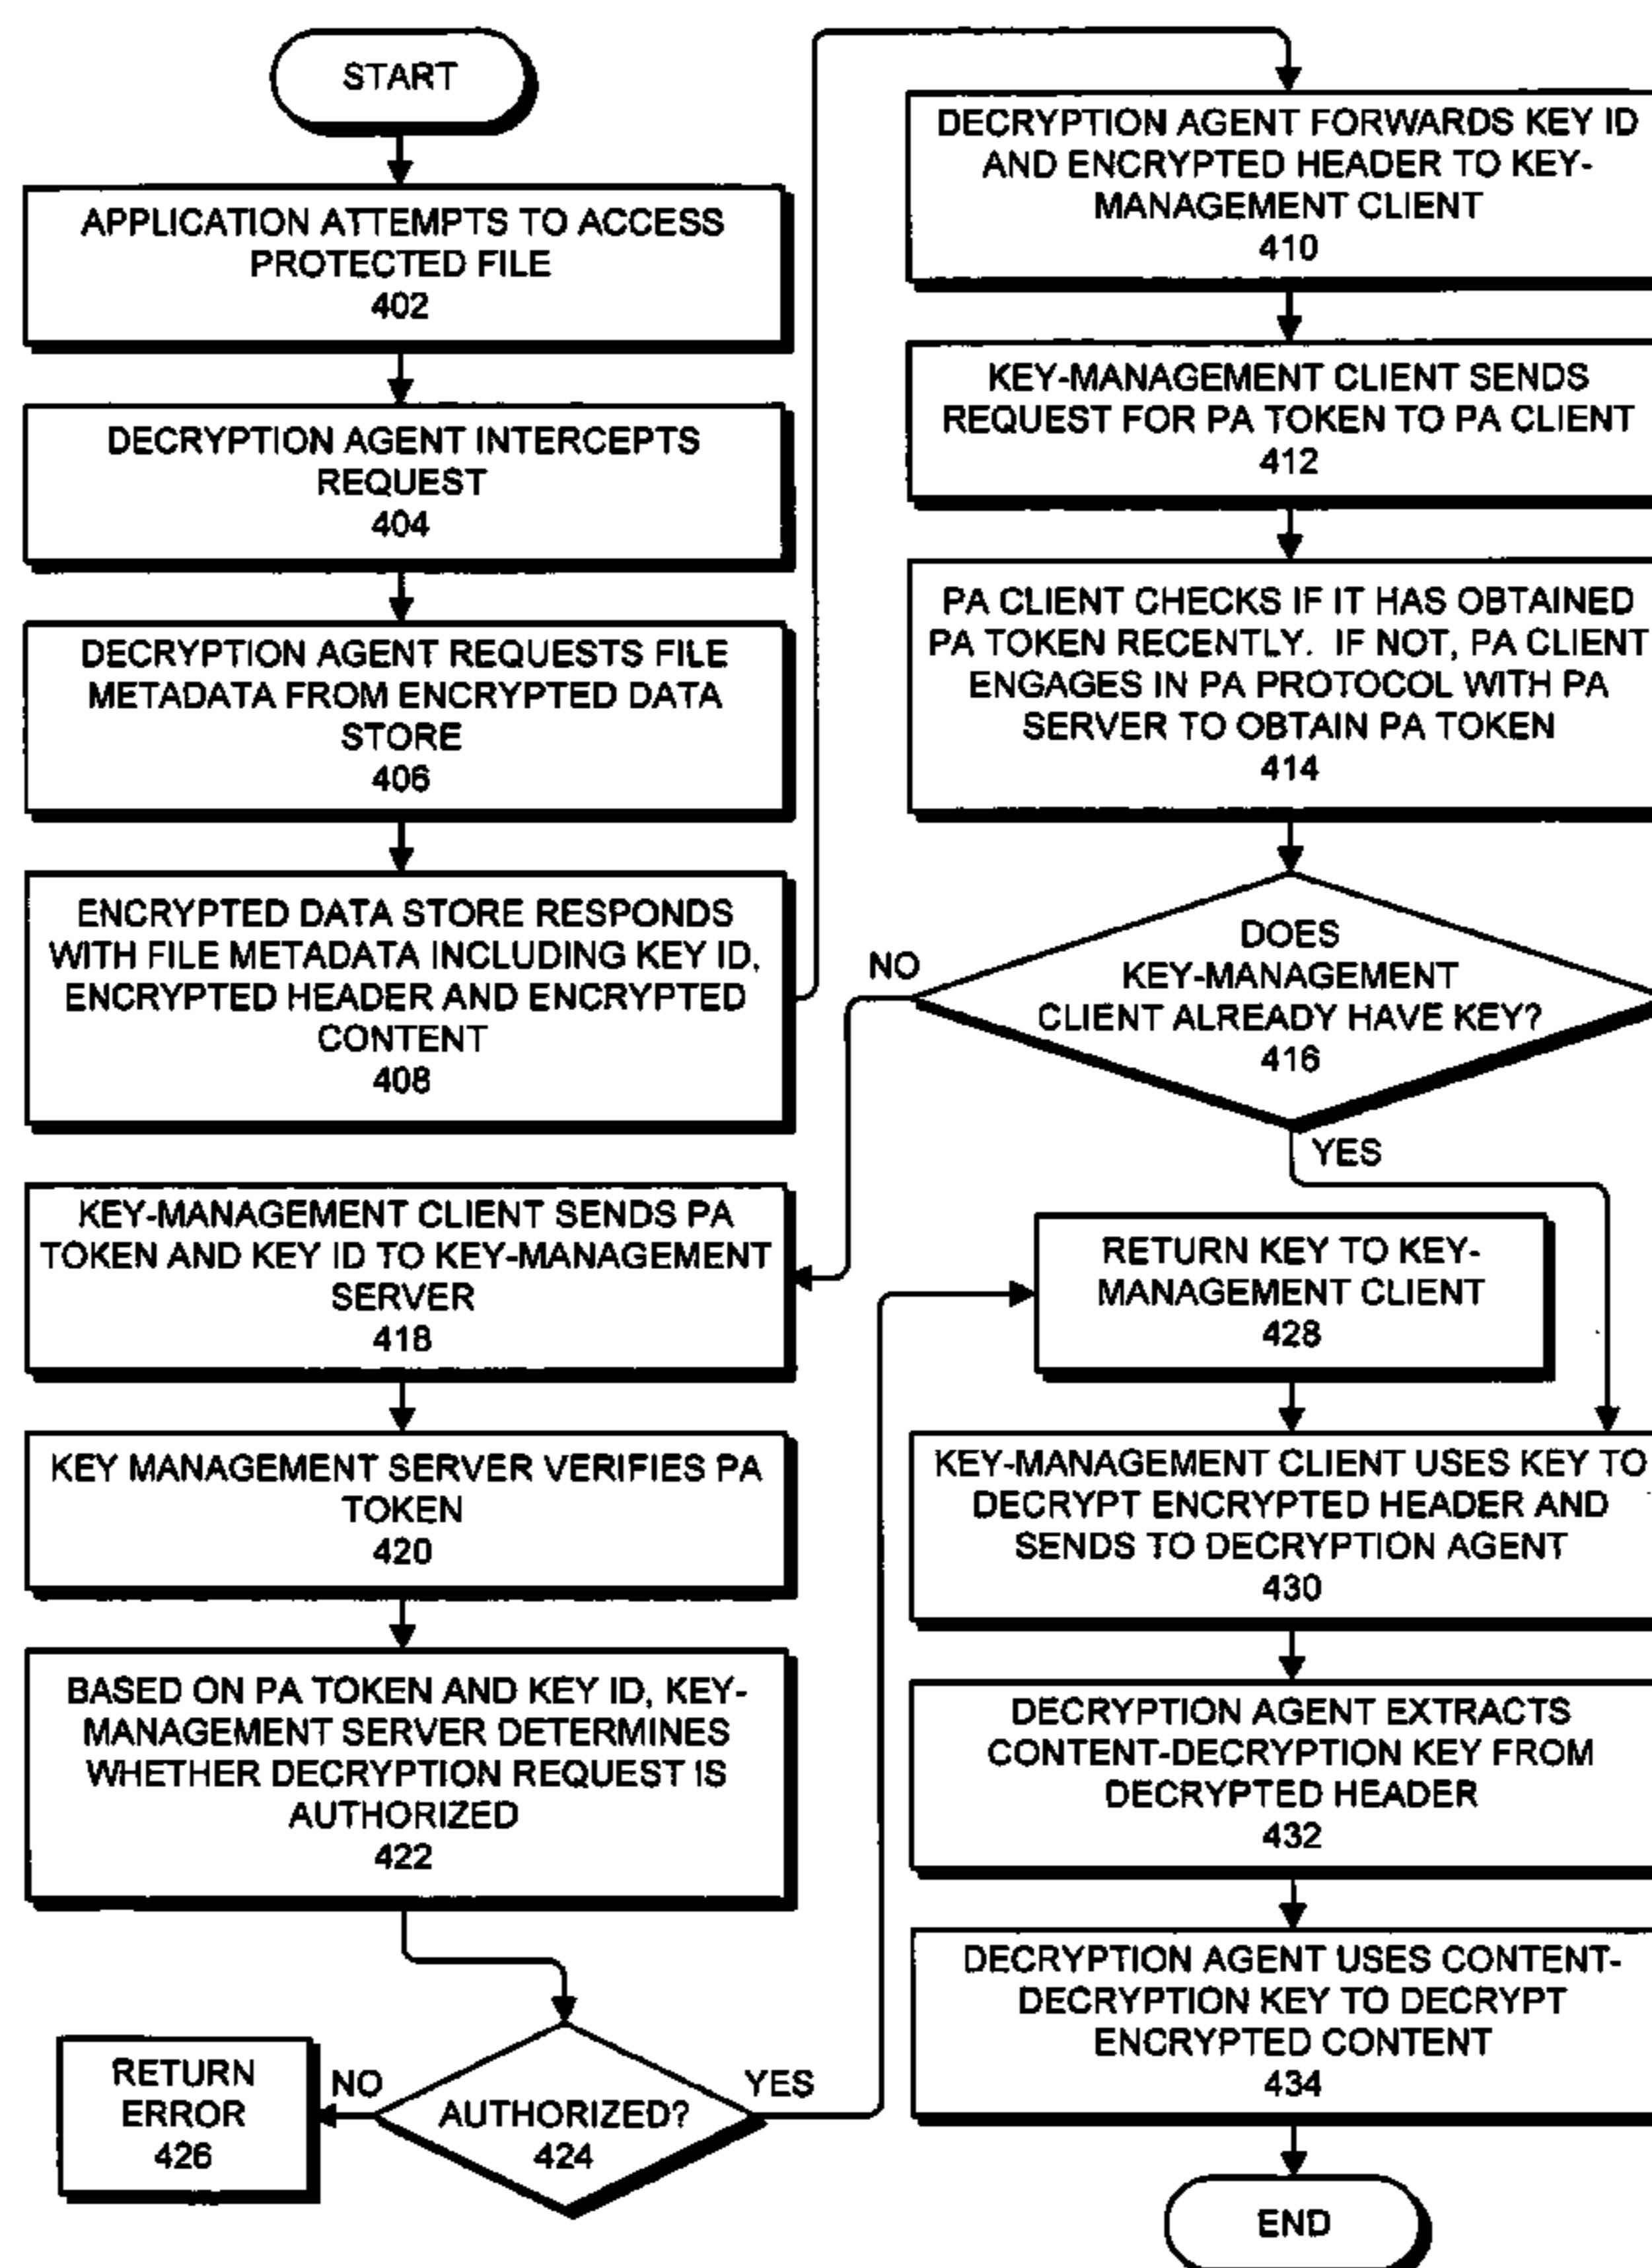 START
APPLICATION ATTEMPTS TO ACCESS
PROTECTED FILE
402
DECRYPTION AGENT INTERCEPTS
REQUEST
404
DECRYPTION AGENT REQUESTS FILE
METADATA FROM ENCRYPTED DATA
STORE
406
ENCRYPTED DATA STORE RESPONDS
WITH FILE METADATA INCLUDING KEY ID,
ENCRYPTED HEADER AND ENCRYPTED
CONTENT
408
DECRYPTION AGENT FORWARDS KEY ID
AND ENCRYPTED HEADER TO KEY-
MANAGEMENT CLIENT
410
KEY-MANAGEMENT CLIENT SENDS
REQUEST FOR PA TOKEN TO PA CLIENT
412
PA CLIENT CHECKS IF IT HAS OBTAINED
PA TOKEN RECENTLY. IF NOT, PA CLIENT
ENGAGES IN PA PROTOCOL WITH PA
SERVER TO OBTAIN PA TOKEN
414
DOES
KEY-MANAGEMENT
CLIENT ALREADY HAVE KEY?
416
NO
YES
KEY-MANAGEMENT CLIENT SENDS PA
TOKEN AND KEY ID TO KEY-MANAGEMENT
SERVER
418
KEY MANAGEMENT SERVER VERIFIES PA
TOKEN
420
BASED ON PA TOKEN AND KEY ID, KEY-
MANAGEMENT SERVER DETERMINES
WHETHER DECRYPTION REQUEST IS
AUTHORIZED
422
AUTHORIZED?
424
NO
YES
RETURN
ERROR
426
RETURN KEY TO KEY-
MANAGEMENT CLIENT
428
KEY-MANAGEMENT CLIENT USES KEY TO
DECRYPT ENCRYPTED HEADER AND
SENDS TO DECRYPTION AGENT
430
DECRYPTION AGENT EXTRACTS
CONTENT-DECRYPTION KEY FROM
DECRYPTED HEADER
432
DECRYPTION AGENT USES CONTENT-
DECRYPTION KEY TO DECRYPT
ENCRYPTED CONTENT
434
END